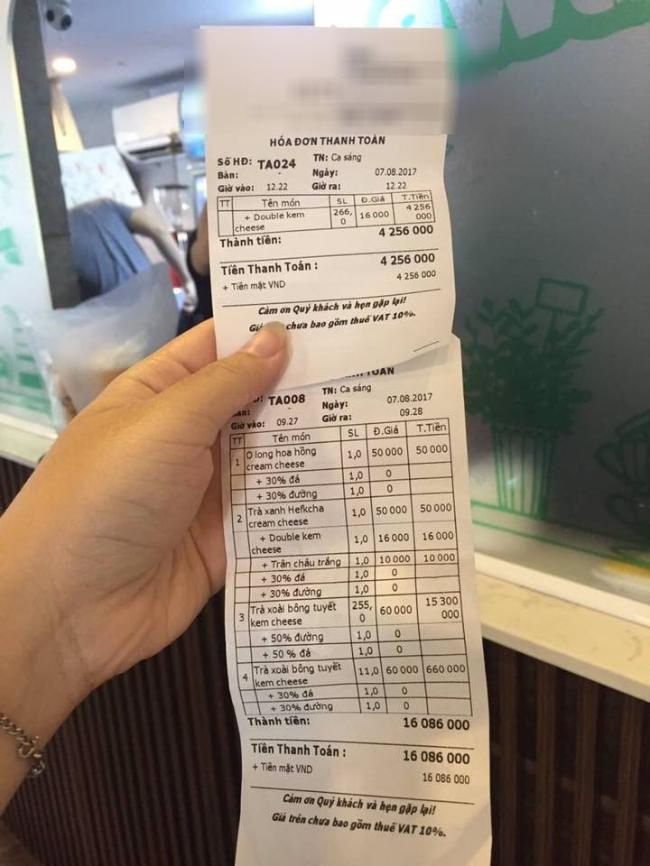 HÓA ĐƠN THANH TOÀN
Số HĐ: TA024 TN: Ca sáng
Bàn: - Ngày: 07.08.2017
Giờ vào: 12.22 Giờ ra: 12.22
TT Tên món SL Đ.Giá T.Tiền
+ Double kem cheese 266,0 16 000 4 256 000
Thành tiền: 4 256 000
Tiền Thanh Toán : 4 256 000
+ Tiền mặt VND 4 256 000
Cảm ơn Quý khách và hẹn gặp lại!
Giá chưa bao gồm thuế VAT 10%.
TOÀN
TA008 TN: Ca sáng
- Ngày: 07.08.2017
Giờ vào: 09.27 Giờ ra: 09.28
TT Tên món SL Đ.Giá T.Tiền
1 O long hoa hồng cream cheese 1,0 50 000 50 000
+ 30% đá 1,0 0
+ 30% đường 1,0 0
2 Trà xanh Hefkcha cream cheese 1,0 50 000 50 000
+ Double kem cheese 1,0 16 000 16 000
+ Trân châu trắng 1,0 10 000 10 000
+ 30% đá 1,0 0
+ 30% đường 1,0 0
3 Trà xoài bông tuyết kem cheese 255,0 60 000 15 300 000
+ 50% đường 1,0 0
+ 50 % đá 1,0 0
4 Trà xoài bông tuyết kem cheese 11,0 60 000 660 000
+ 30% đá 1,0 0
+ 30% đường 1,0 0
Thành tiền: 16 086 000
Tiền Thanh Toán : 16 086 000
+ Tiền mặt VND 16 086 000
Cảm ơn Quý khách và hẹn gặp lại!
Giá trên chưa bao gồm thuế VAT 10%.